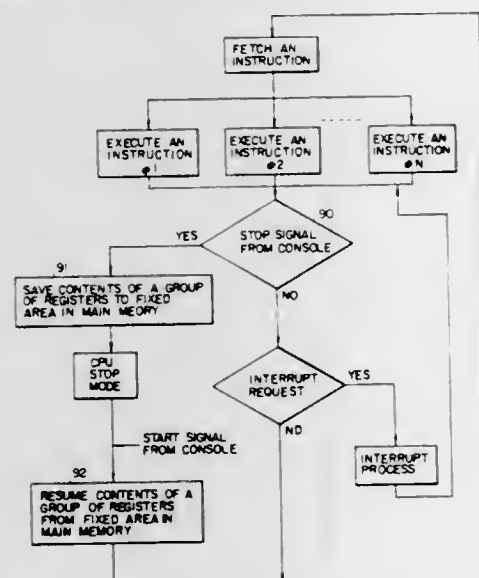 FETCH AN
INSTRUCTION
EXECUTE AN
INSTRUCTION
#1
EXECUTE AN
INSTRUCTION
#2
EXECUTE AN
INSTRUCTION
#N
90
STOP SIGNAL
FROM CONSOLE
YES
NO
91
SAVE CONTENTS OF A GROUP
OF REGISTERS TO FIXED
AREA IN MAIN MEORY
CPU
STOP
MODE
INTERRUPT
REQUEST
YES
NO
INTERRUPT
PROCESS
START SIGNAL
FROM CONSOLE
92
RESUME CONTENTS OF A
GROUP OF REGISTERS
FROM FIXED AREA IN
MAIN MEMORY